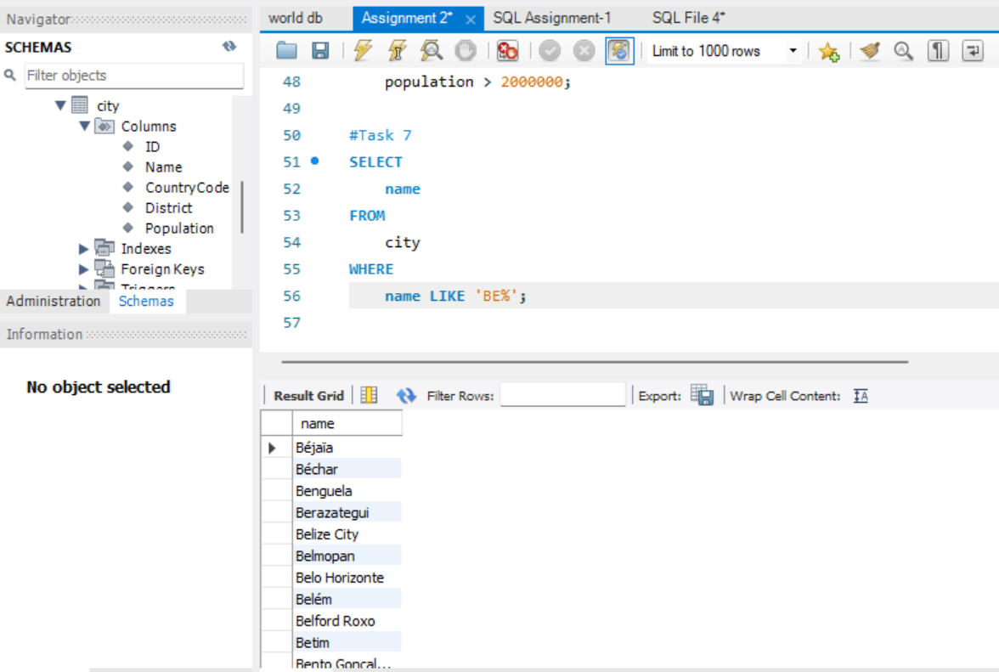 Navigator
SCHEMAS
Filter objects
city
Columns
ID
Name
CountryCode
District
Population
Indexes
Foreign Keys
Triggers
Administration Schemas
Information
No object selected
world db Assignment 2* × SQL Assignment-1 SQL File 4*
Limit to 1000 rows
48 population > 2000000;
49
50 #Task 7
51 SELECT
52 name
53 FROM
54 city
55 WHERE
56 name LIKE 'BE%';
57
Result Grid Filter Rows: Export: Wrap Cell Content: IA
name
Béjaïa
Béchar
Benguela
Berazategui
Belize City
Belmopan
Belo Horizonte
Belém
Belford Roxo
Betim
Bento Gonçal...